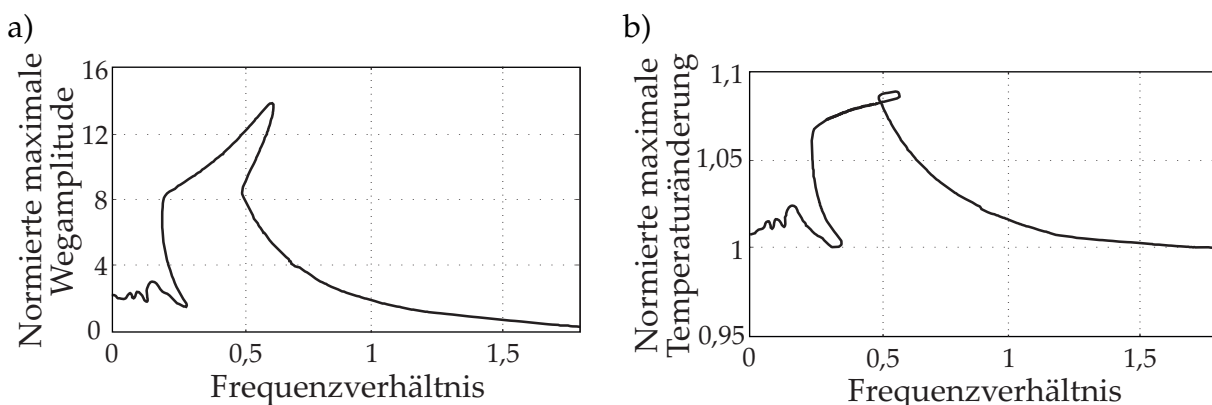 a)
Normierte maximale
Wegamplitude
16
12
8
4
0
0
0,5
1
1,5
Frequenzverhältnis
b)
Normierte maximale
Temperaturänderung
1,1
1,05
1
0,95
0
0,5
1
1,5
Frequenzverhältnis